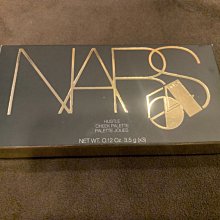 NARS
HUSTLE
CHEEK PALETTE
PALETTE JOUES
NET WT. 0.12 Oz. 3.5 g (x3)